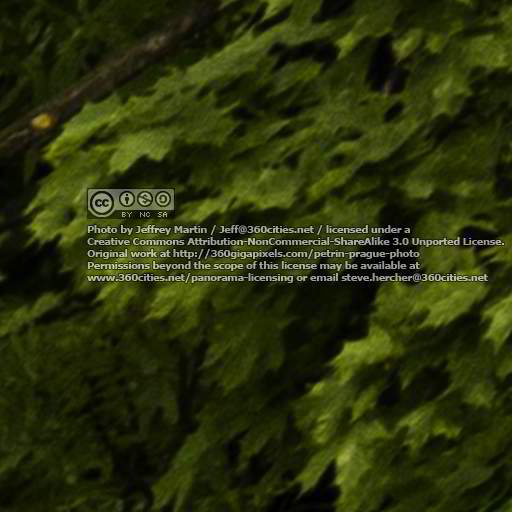 cc
BY NC SA
Photo by Jeffrey Martin / Jeff@360cities.net / licensed under a
Creative Commons Attribution-NonCommercial-ShareAlike 3.0 Unported License.
Original work at http://360gigapixels.com/petrin-prague-photo
Permissions beyond the scope of this license may be available at
www.360cities.net/panorama-licensing or email steve.hercher@360cities.net